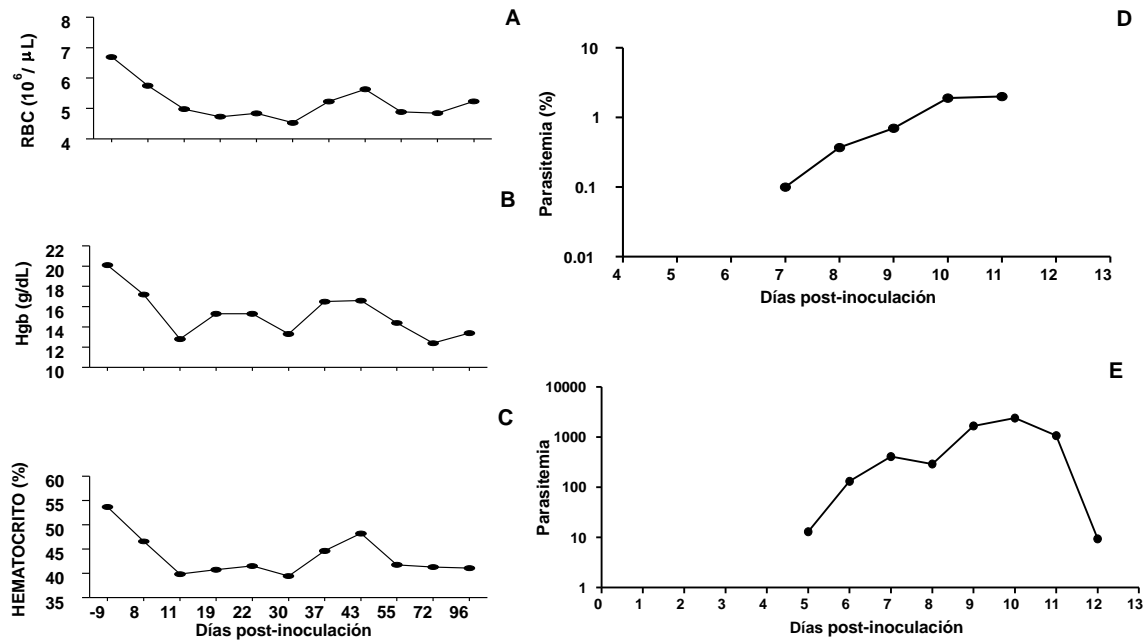 A
RBC (10^6/ µL)
8
7
6
5
4
B
Hgb (g/dL)
22
20
18
16
14
12
10
C
HEMATOCRITO (%)
60
55
50
45
40
35
-9 8 11 19 22 30 37 43 55 72 96
Días post-inoculación
D
Parasitemia (%)
10
1
0.1
0.01
4 5 6 7 8 9 10 11 12 13
Días post-inoculación
E
Parasitemia
10000
1000
100
10
1
0 1 2 3 4 5 6 7 8 9 10 11 12 13
Días post-inoculación